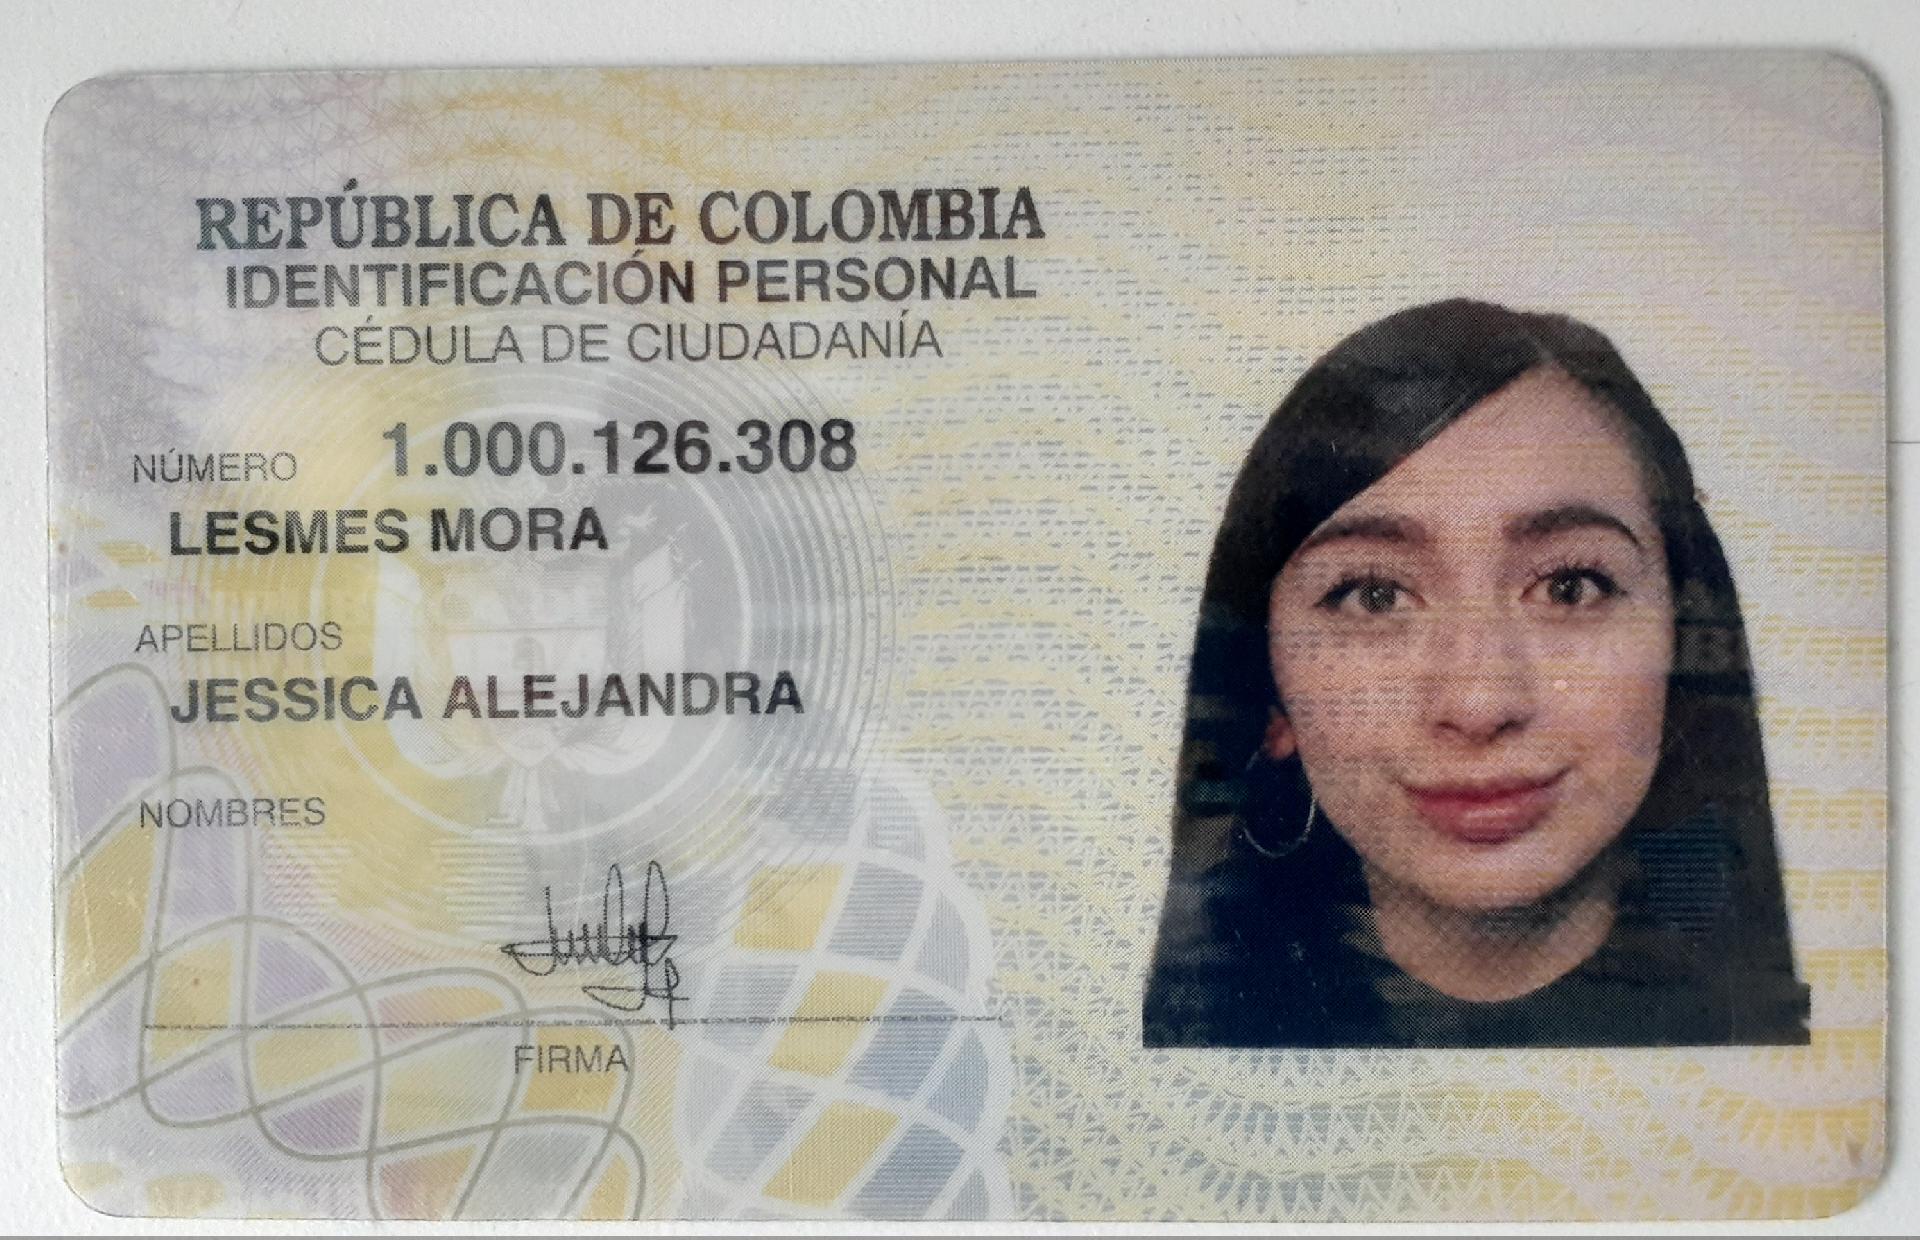 REPÚBLICA DE COLOMBIA
IDENTIFICACIÓN PERSONAL
CÉDULA DE CIUDADANÍA
NÚMERO 1.000.126.308
LESMES MORA
APELLIDOS
JESSICA ALEJANDRA
NOMBRES
FIRMA